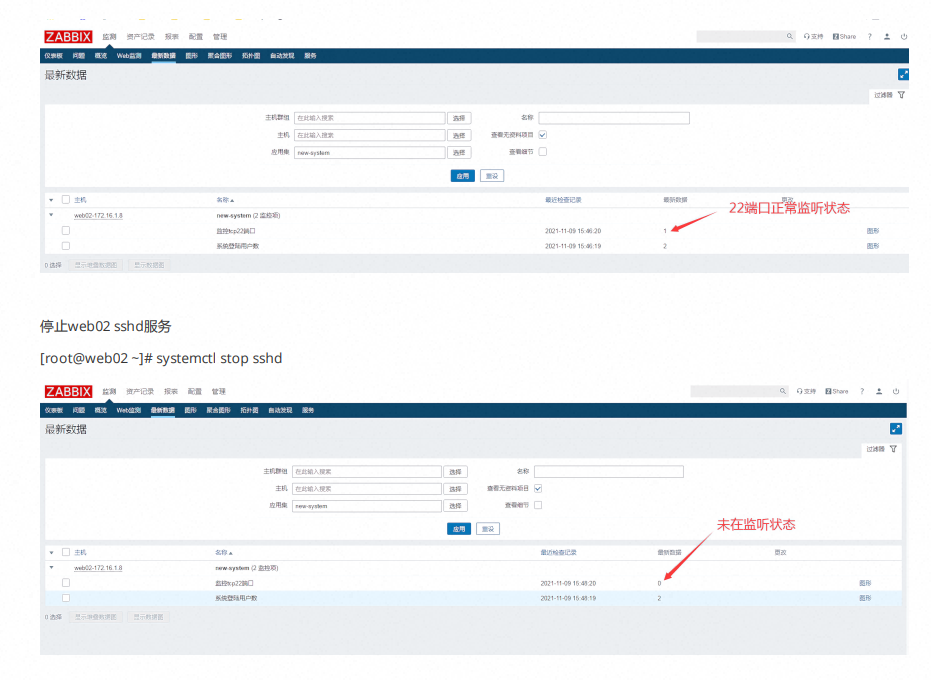 ZABBIX 监测 资产记录 报表 配置 管理 支持 Share ?
仪表板 问题 概览 Web监测 最新数据 图形 聚合图形 拓扑图 自动发现 服务
最新数据
过滤器
主机群组 在此输入搜索 选择 名称
主机 在此输入搜索 选择 查看无资料项目
应用集 new-system 选择 查看细节
应用 重设
主机 名称 最近检查记录 最新数据 更改
22端口正常监听状态
web02-172.16.1.8 new-system (2 监控项)
监控tcp22端口 2021-11-09 15:46:20 1 图形
系统登陆用户数 2021-11-09 15:46:19 2 图形
0 选择 显示堆叠数据图 显示数据图
停止web02 sshd服务
[root@web02 ~]# systemctl stop sshd
ZABBIX 监测 资产记录 报表 配置 管理 支持 Share ?
仪表板 问题 概览 Web监测 最新数据 图形 聚合图形 拓扑图 自动发现 服务
最新数据
过滤器
主机群组 在此输入搜索 选择 名称
主机 在此输入搜索 选择 查看无资料项目
应用集 new-system 选择 查看细节
应用 重设
未在监听状态
主机 名称 最近检查记录 最新数据 更改
web02-172.16.1.8 new-system (2 监控项)
监控tcp22端口 2021-11-09 15:48:20 0 图形
系统登陆用户数 2021-11-09 15:48:19 2 图形
0 选择 显示堆叠数据图 显示数据图